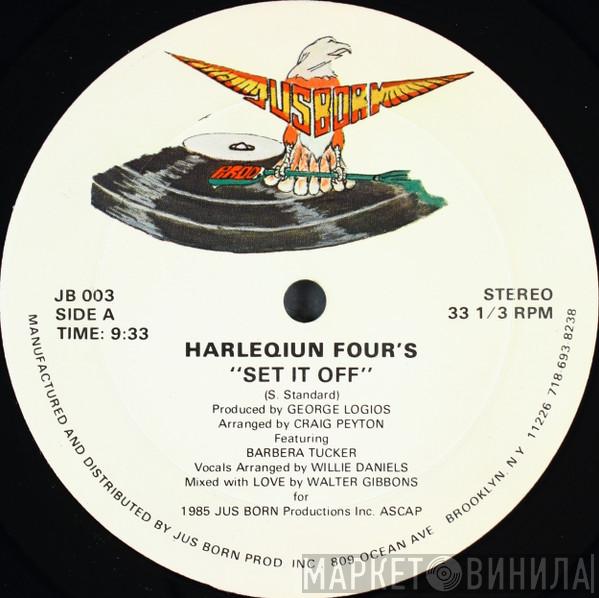 JUS BORN
PROD
JB 003
SIDE A
TIME: 9:33
STEREO
33 1/3 RPM
HARLEQIUN FOUR'S
"SET IT OFF"
(S. Standard)
Produced by GEORGE LOGIOS
Arranged by CRAIG PEYTON
Featuring
BARBERA TUCKER
Vocals Arranged by WILLIE DANIELS
Mixed with LOVE by WALTER GIBBONS
for
1985 JUS BORN Productions Inc. ASCAP
MANUFACTURED AND DISTRIBUTED BY JUS BORN PROD INC. 809 OCEAN AVE BROOKLYN. N Y 11226 718-693 8238
МАРКЕТ ВИНИЛА